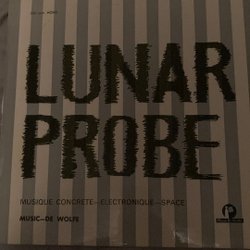 LUNAR
PROBE
MUSIQUE CONCRETE—ELECTRONIQUE—SPACE
MUSIC—DE WOLFE